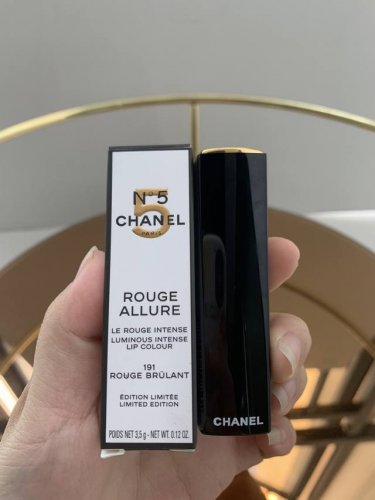 N°5
5
CHANEL
PARIS
ROUGE
ALLURE
LE ROUGE INTENSE
LUMINOUS INTENSE
LIP COLOUR
191
ROUGE BRÛLANT
ÉDITION LIMITÉE
LIMITED EDITION
POIDS NET 3,5 g - NET WT. 0.12 OZ.
CHANEL